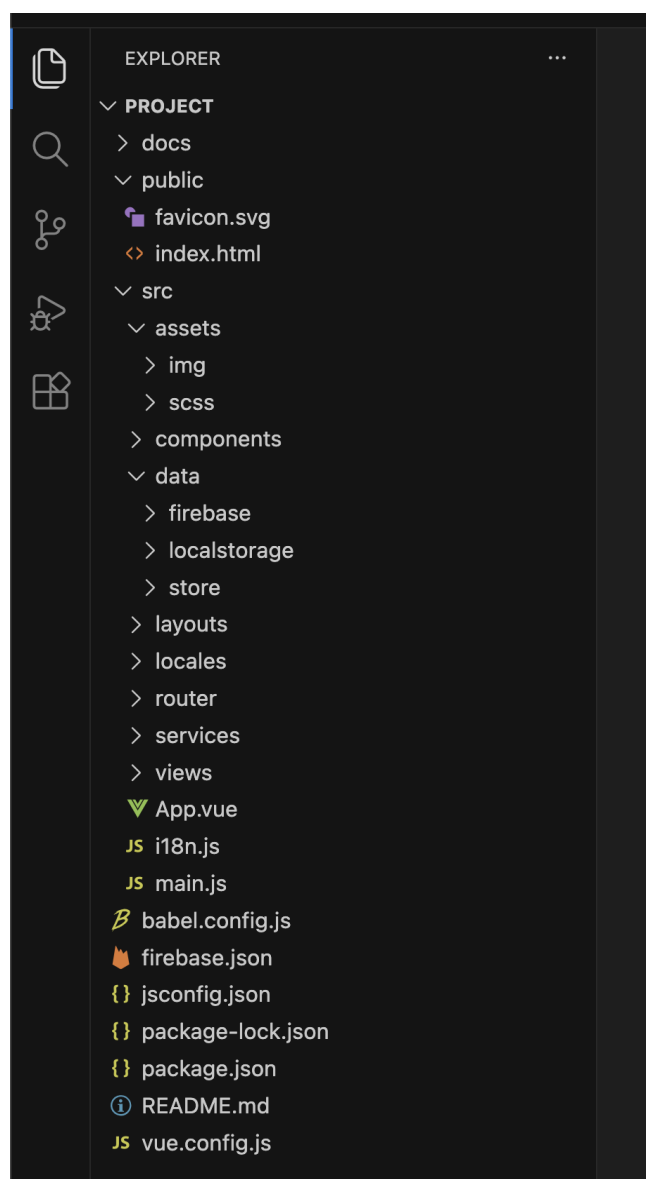 EXPLORER
PROJECT
docs
public
favicon.svg
index.html
src
assets
img
scss
components
data
firebase
localstorage
store
layouts
locales
router
services
views
App.vue
JS i18n.js
JS main.js
babel.config.js
firebase.json
{} jsconfig.json
{} package-lock.json
{} package.json
README.md
JS vue.config.js